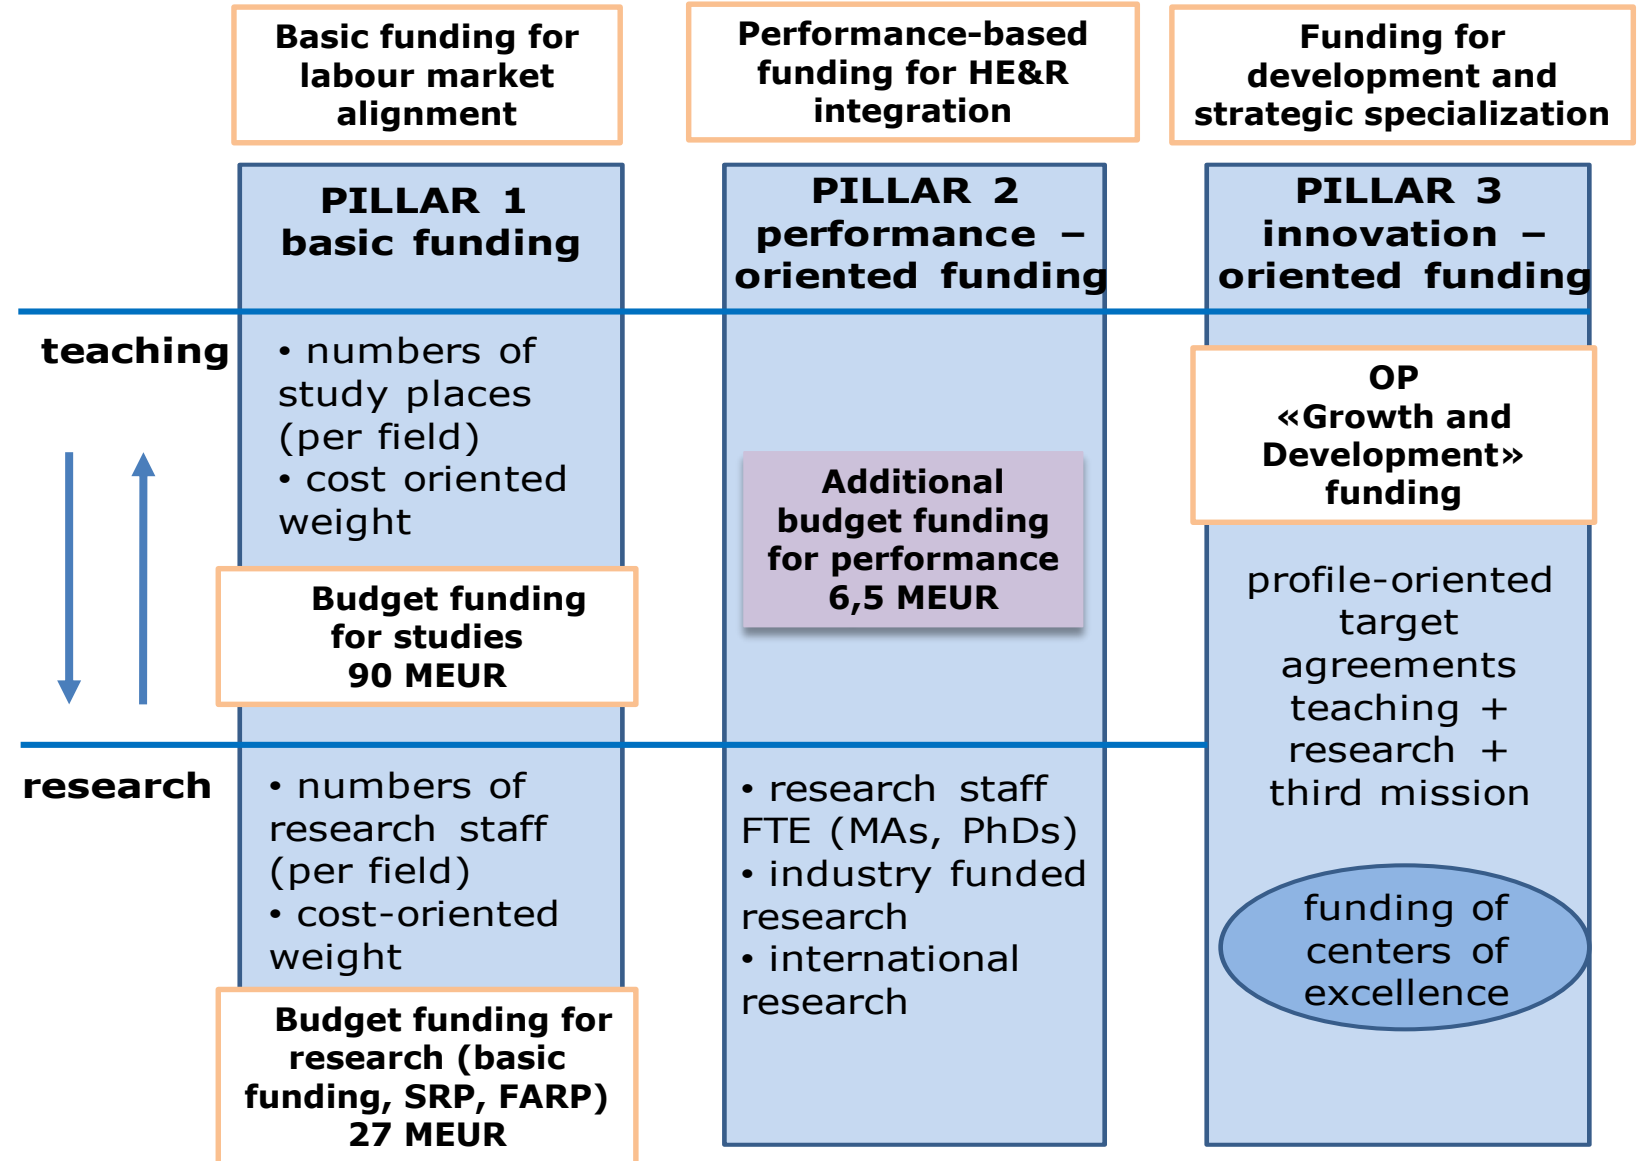 Basic funding for
labour market
alignment
Performance-based
funding for HE&R
integration
Funding for
development and
strategic specialization
PILLAR 1
basic funding
PILLAR 2
performance –
oriented funding
PILLAR 3
innovation –
oriented funding
teaching
• numbers of
study places
(per field)
• cost oriented
weight
Budget funding
for studies
90 MEUR
Additional
budget funding
for performance
6,5 MEUR
OP
«Growth and
Development»
funding
profile-oriented
target
agreements
teaching +
research +
third mission
research
• numbers of
research staff
(per field)
• cost-oriented
weight
Budget funding for
research (basic
funding, SRP, FARP)
27 MEUR
• research staff
FTE (MAs, PhDs)
• industry funded
research
• international
research
funding of
centers of
excellence